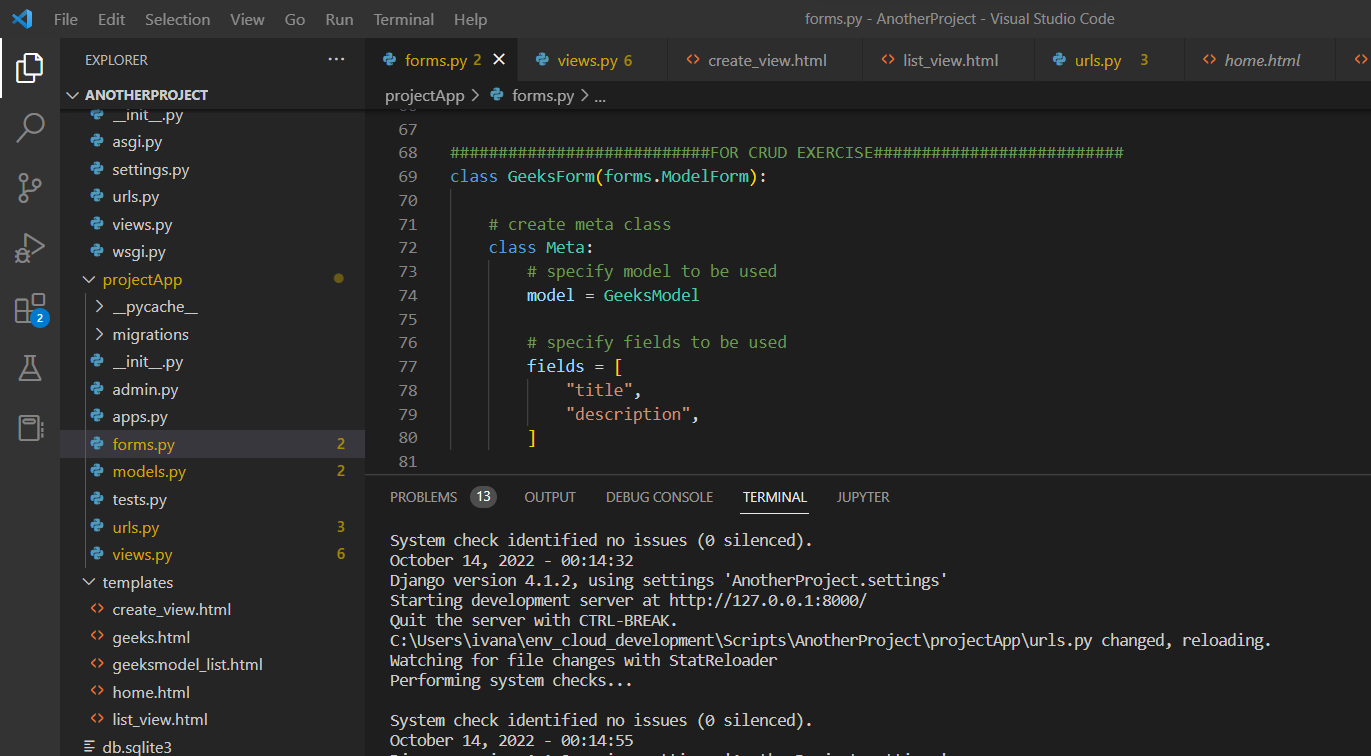 File Edit Selection View Go Run Terminal Help forms.py - AnotherProject - Visual Studio Code
EXPLORER ...
ANOTHERPROJECT
__init__.py
asgi.py
settings.py
urls.py
views.py
wsgi.py
projectApp
__pycache__
migrations
__init__.py
admin.py
apps.py
forms.py 2
models.py 2
tests.py
urls.py 3
views.py 6
templates
create_view.html
geeks.html
geeksmodel_list.html
home.html
list_view.html
db.sqlite3
2
forms.py 2 views.py 6 create_view.html list_view.html urls.py 3 home.html
projectApp > forms.py > ...
67
68 ###########################FOR CRUD EXERCISE##########################
69 class GeeksForm(forms.ModelForm):
70
71 # create meta class
72 class Meta:
73 # specify model to be used
74 model = GeeksModel
75
76 # specify fields to be used
77 fields = [
78 "title",
79 "description",
80 ]
81
PROBLEMS 13 OUTPUT DEBUG CONSOLE TERMINAL JUPYTER
System check identified no issues (0 silenced).
October 14, 2022 - 00:14:32
Django version 4.1.2, using settings 'AnotherProject.settings'
Starting development server at http://127.0.0.1:8000/
Quit the server with CTRL-BREAK.
C:\Users\ivana\env_cloud_development\Scripts\AnotherProject\projectApp\urls.py changed, reloading.
Watching for file changes with StatReloader
Performing system checks...
System check identified no issues (0 silenced).
October 14, 2022 - 00:14:55